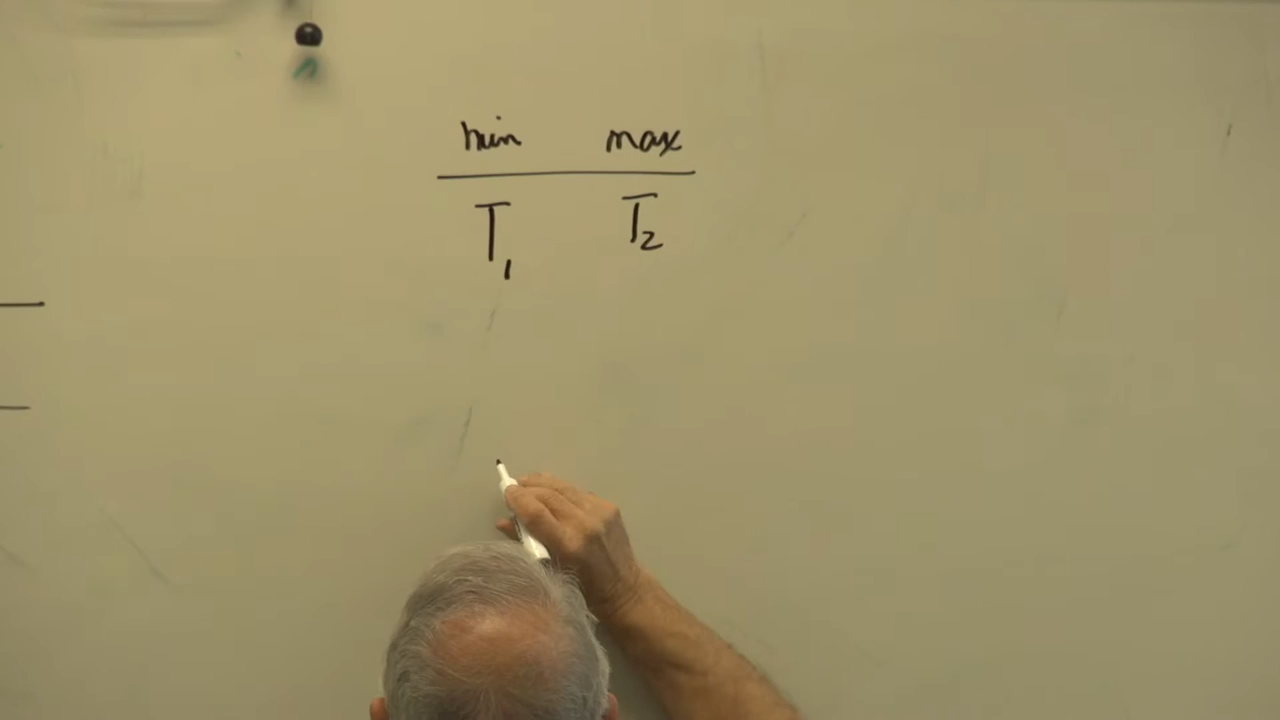 min max
T₁ T₂